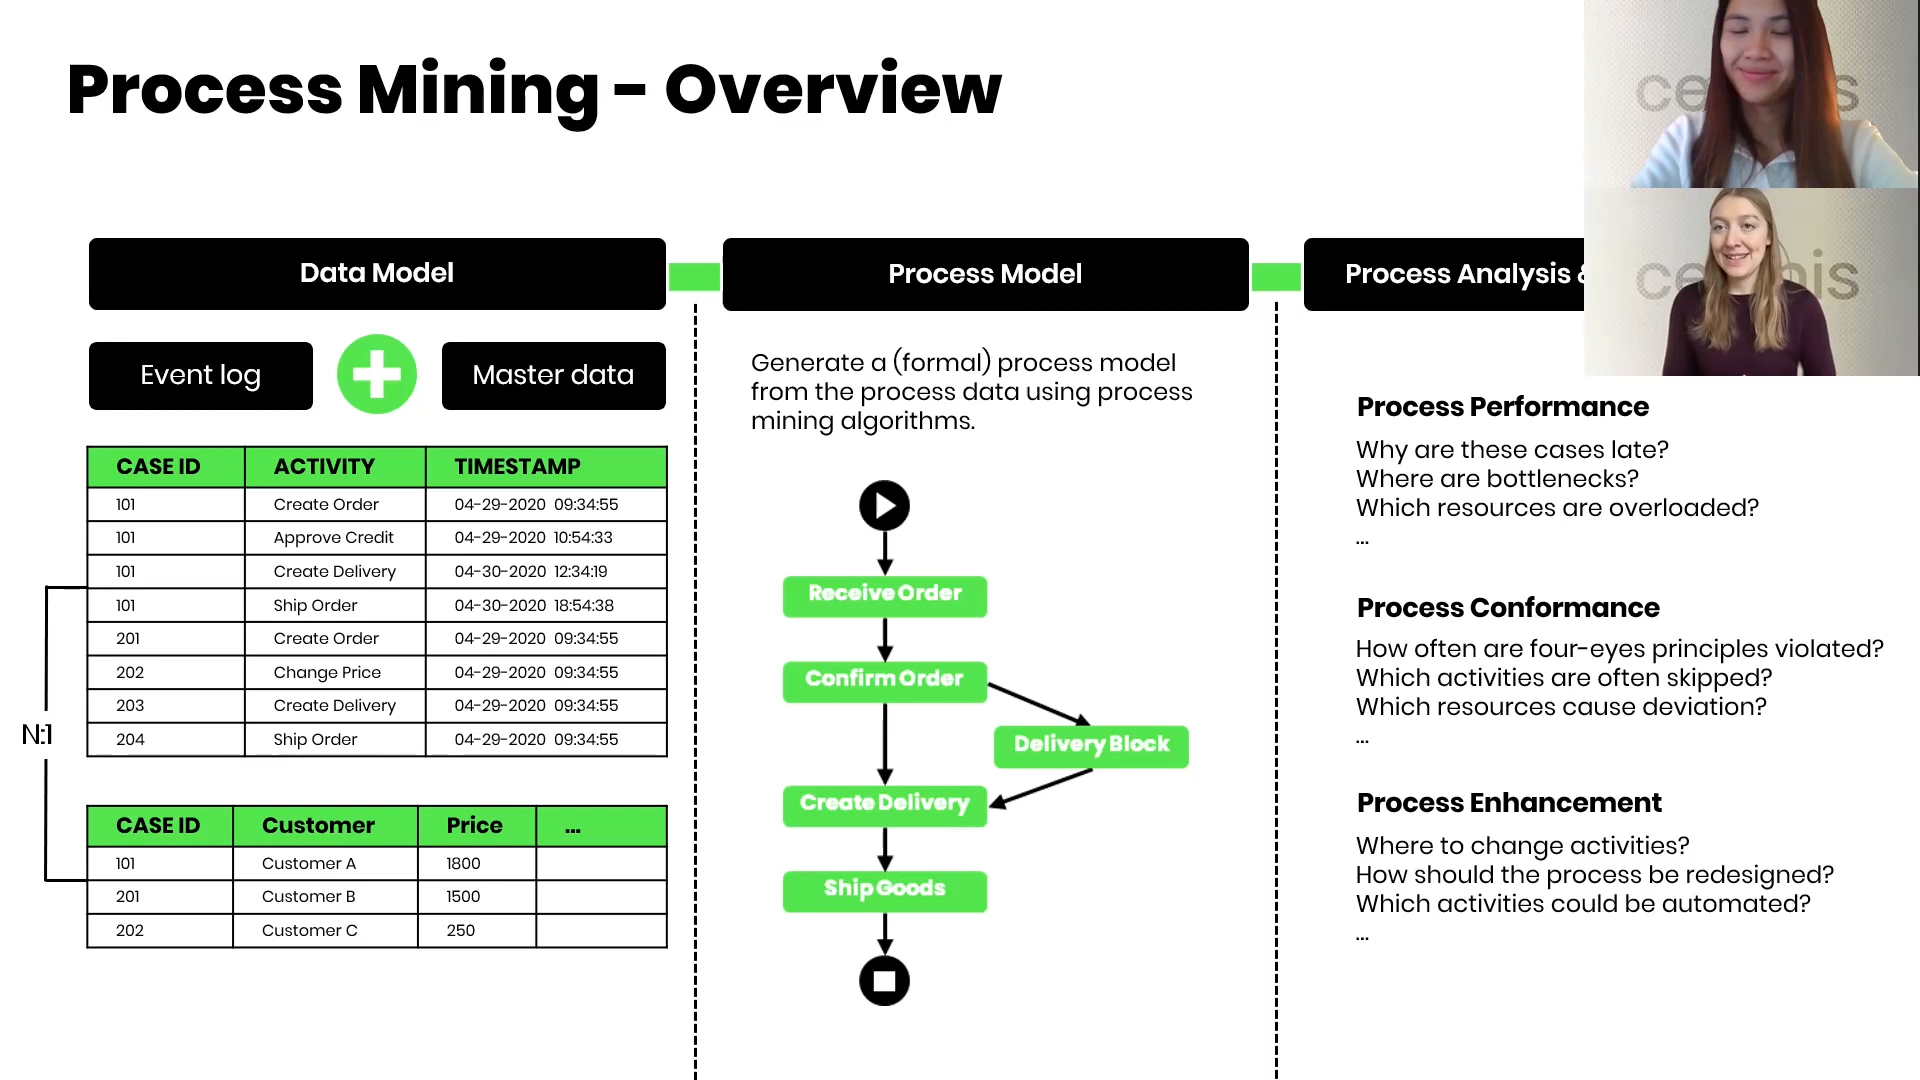 Process Mining - Overview
Data Model
Process Model
Process Analysis &
Event log
Master data
CASE ID ACTIVITY TIMESTAMP
101 Create Order 04-29-2020 09:34:55
101 Approve Credit 04-29-2020 10:54:33
101 Create Delivery 04-30-2020 12:34:19
101 Ship Order 04-30-2020 18:54:38
201 Create Order 04-29-2020 09:34:55
202 Change Price 04-29-2020 09:34:55
203 Create Delivery 04-29-2020 09:34:55
204 Ship Order 04-29-2020 09:34:55
N:1
CASE ID Customer Price ...
101 Customer A 1800
201 Customer B 1500
202 Customer C 250
Generate a (formal) process model
from the process data using process
mining algorithms.
Receive Order
Confirm Order
Delivery Block
Create Delivery
Ship Goods
Process Performance
Why are these cases late?
Where are bottlenecks?
Which resources are overloaded?
...
Process Conformance
How often are four-eyes principles violated?
Which activities are often skipped?
Which resources cause deviation?
...
Process Enhancement
Where to change activities?
How should the process be redesigned?
Which activities could be automated?
...